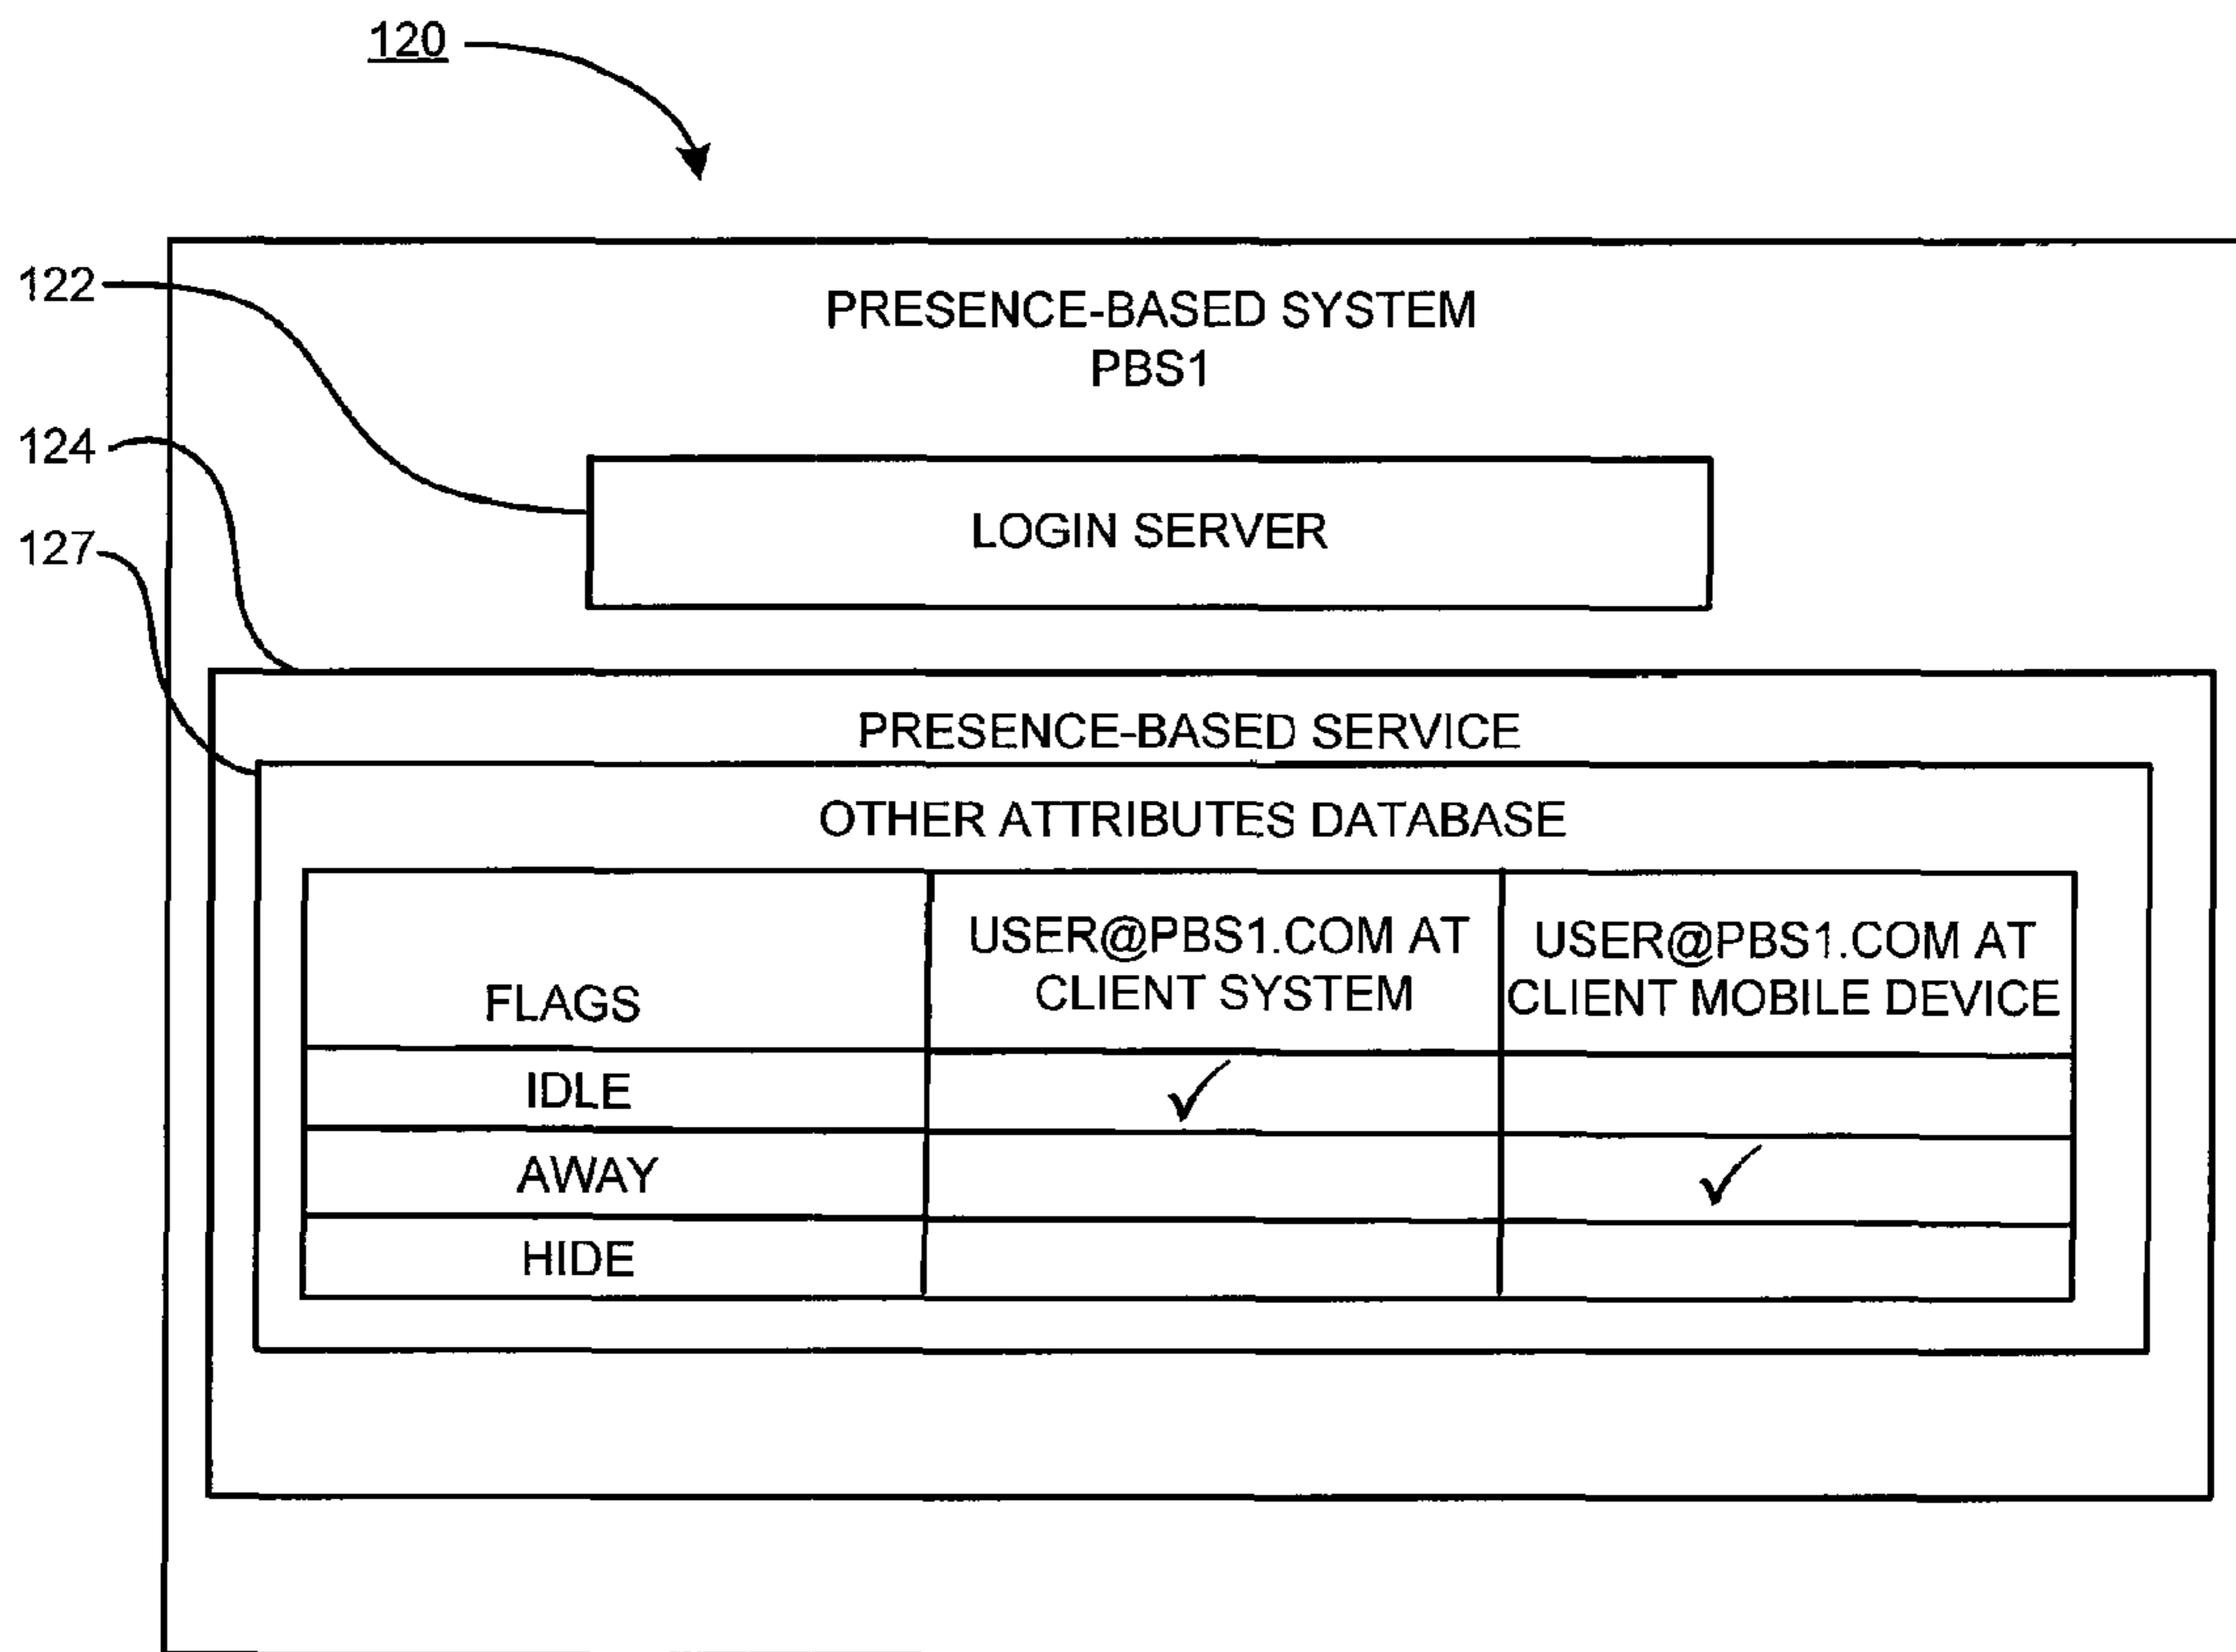 120
122
PRESENCE-BASED SYSTEM
PBS1
124
LOGIN SERVER
127
PRESENCE-BASED SERVICE
OTHER ATTRIBUTES DATABASE
FLAGS
USER@PBS1.COM AT
CLIENT SYSTEM
USER@PBS1.COM AT
CLIENT MOBILE DEVICE
IDLE ✓
AWAY ✓
HIDE